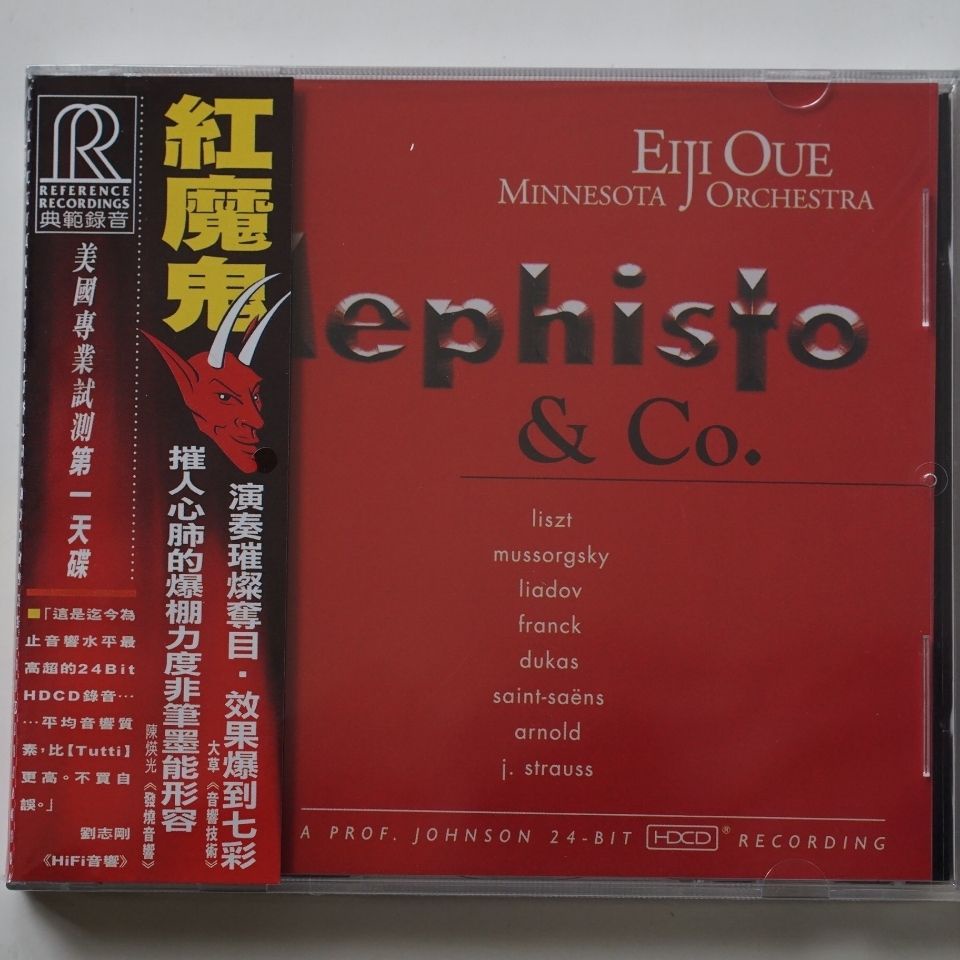 REFERENCE
RECORDINGS
典範錄音
美國專業試測第一天碟
「這是迄今為
止音響水平最
高超的24Bit
HDCD錄音…
…平均音響質
素，比【Tutti】
更高。不買自
誤。」
劉志剛
《HiFi音響》
紅魔鬼
演奏璀燦奪目·效果爆到七彩
大草《音響技術》
摧人心肺的爆棚力度非筆墨能形容
陳煐光《發燒音響》
EIJI OUE
MINNESOTA ORCHESTRA
ephisto
& Co.
liszt
mussorgsky
liadov
franck
dukas
saint-saëns
arnold
j. strauss
A PROF. JOHNSON 24-BIT HDCD® RECORDING